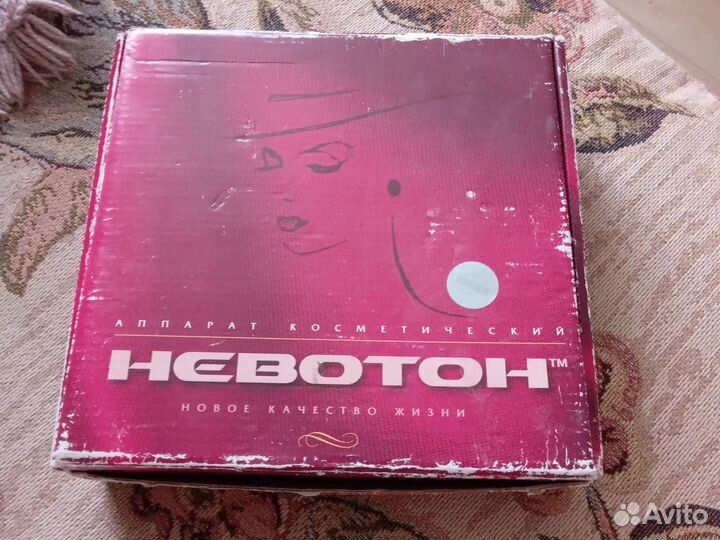 АППАРАТ КОСМЕТИЧЕСКИЙ
НЕВОТОН™
НОВОЕ КАЧЕСТВО ЖИЗНИ
Avito